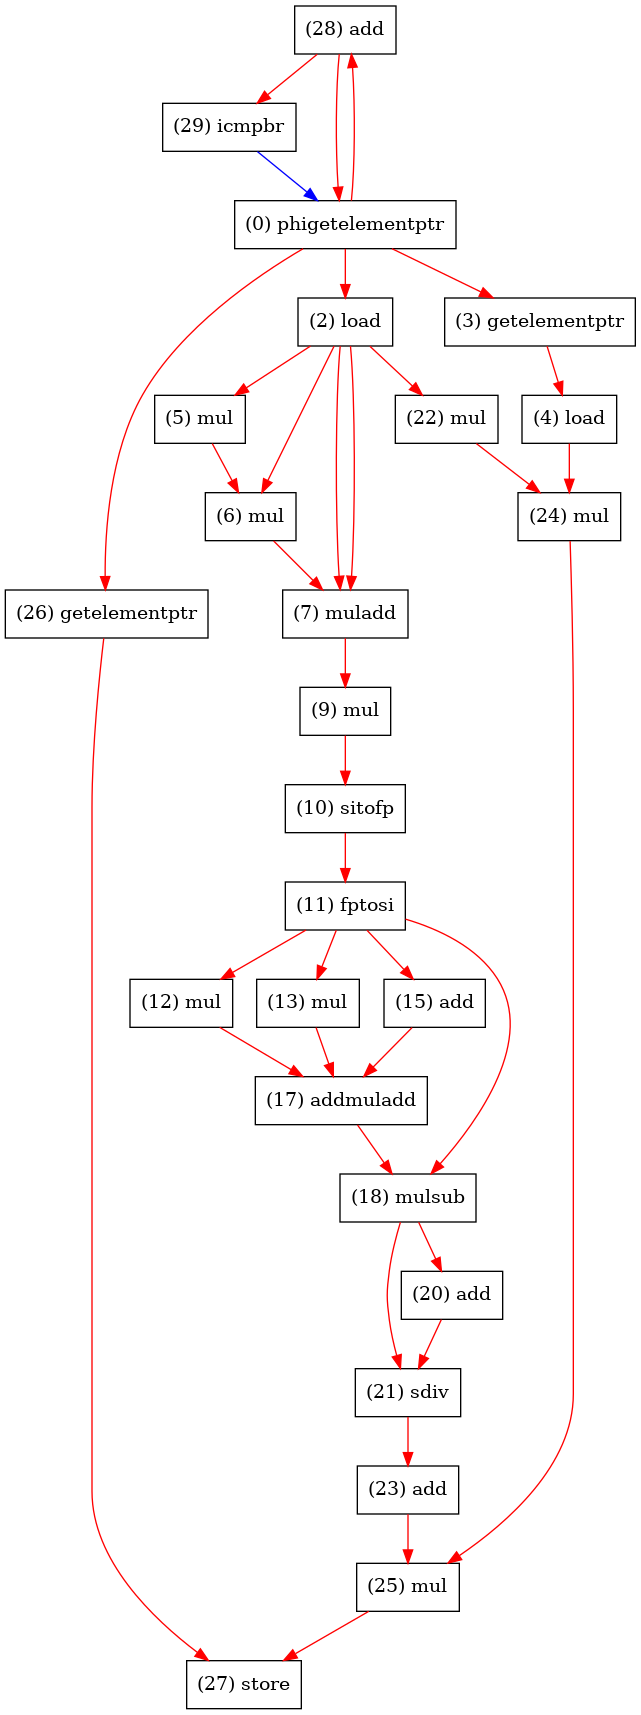 (28) add
(29) icmpbr
(0) phigetelementptr
(2) load
(3) getelementptr
(5) mul
(22) mul
(4) load
(6) mul
(24) mul
(26) getelementptr
(7) muladd
(9) mul
(10) sitofp
(11) fptosi
(12) mul
(13) mul
(15) add
(17) addmuladd
(18) mulsub
(20) add
(21) sdiv
(23) add
(25) mul
(27) store